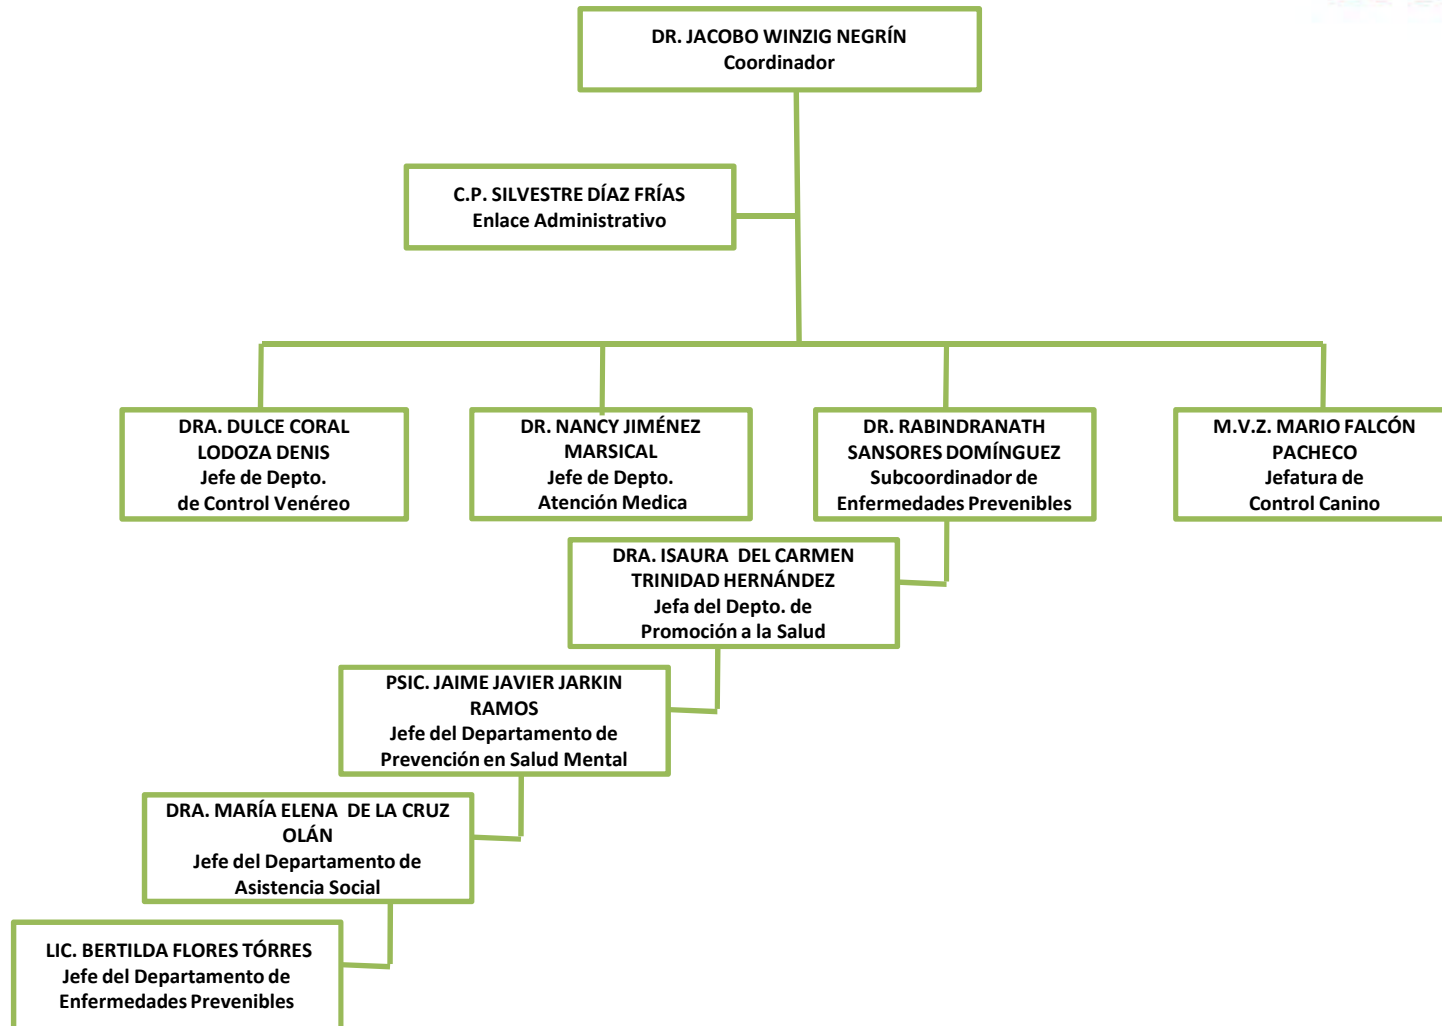 DR. JACOBO WINZIG NEGRÍN
Coordinador
C.P. SILVESTRE DÍAZ FRÍAS
Enlace Administrativo
DRA. DULCE CORAL
LODOZA DENIS
Jefe de Depto.
de Control Venéreo
DR. NANCY JIMÉNEZ
MARSICAL
Jefe de Depto.
Atención Medica
DR. RABINDRANATH
SANSORES DOMÍNGUEZ
Subcoordinador de
Enfermedades Prevenibles
M.V.Z. MARIO FALCÓN
PACHECO
Jefatura de
Control Canino
DRA. ISAURA DEL CARMEN
TRINIDAD HERNÁNDEZ
Jefa del Depto. de
Promoción a la Salud
PSIC. JAIME JAVIER JARKIN
RAMOS
Jefe del Departamento de
Prevención en Salud Mental
DRA. MARÍA ELENA DE LA CRUZ
OLÁN
Jefe del Departamento de
Asistencia Social
LIC. BERTILDA FLORES TÓRRES
Jefe del Departamento de
Enfermedades Prevenibles